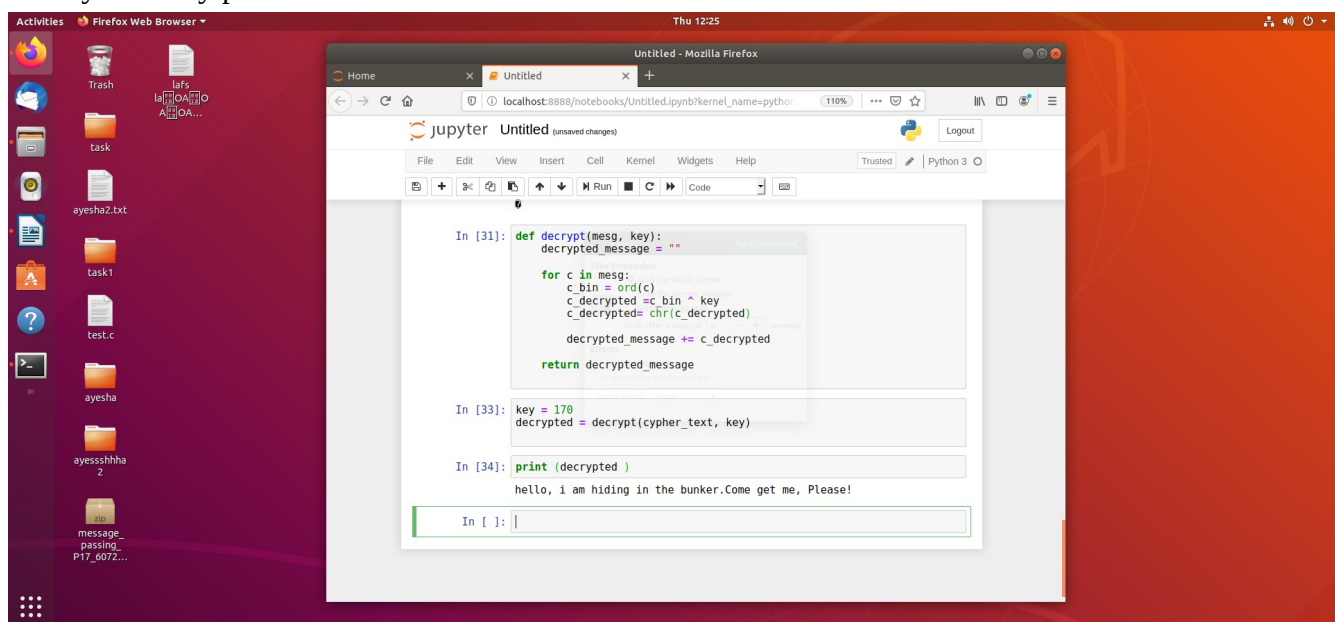 Activities Firefox Web Browser Thu 12:25
Untitled - Mozilla Firefox
Home Untitled
localhost:8888/notebooks/Untitled.ipynb?kernel_name=python 110%
jupyter Untitled (unsaved changes) Logout
File Edit View Insert Cell Kernel Widgets Help Trusted Python 3
Run Code
In [31]: def decrypt(mesg, key):
decrypted_message = ""
for c in mesg:
c_bin = ord(c)
c_decrypted =c_bin ^ key
c_decrypted= chr(c_decrypted)
decrypted_message += c_decrypted
return decrypted_message
In [33]: key = 170
decrypted = decrypt(cypher_text, key)
In [34]: print (decrypted )
hello, i am hiding in the bunker.Come get me, Please!
In [ ]:
Trash
lafs
task
ayesha2.txt
task1
test.c
ayesha
ayessshhha
2
zip
message_
passing_
P17_6072...